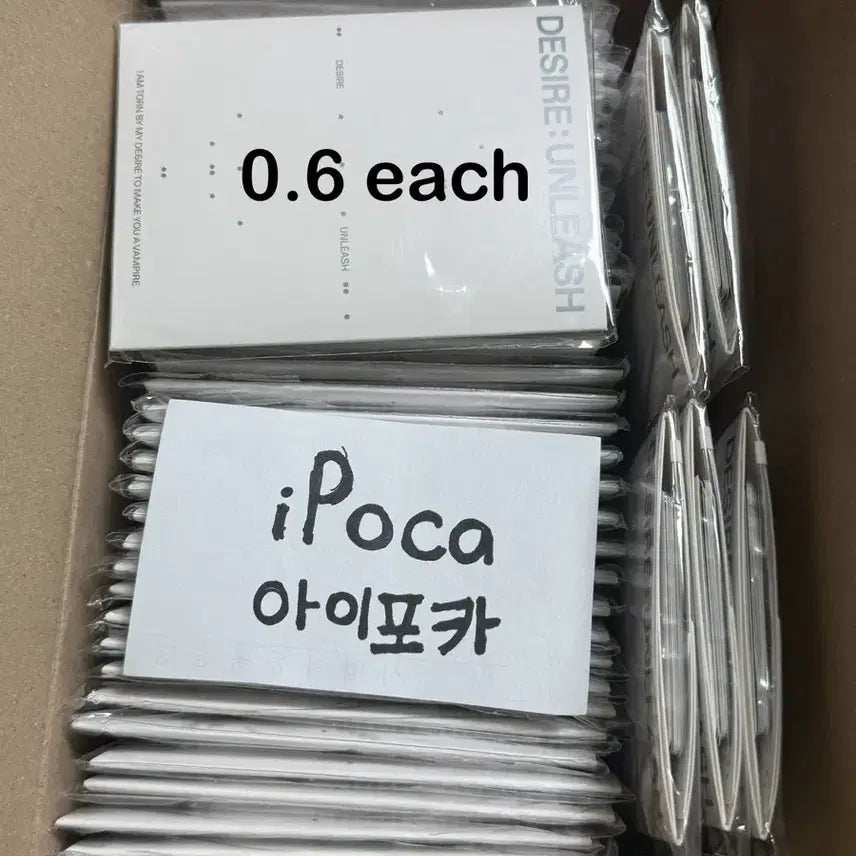 DESIRE : UNLEASH
DESIRE
UNLEASH
I AM TORN BY MY DESIRE TO MAKE YOU A VAMPIRE
0.6 each
iPoca
아이포카
UNLEASH